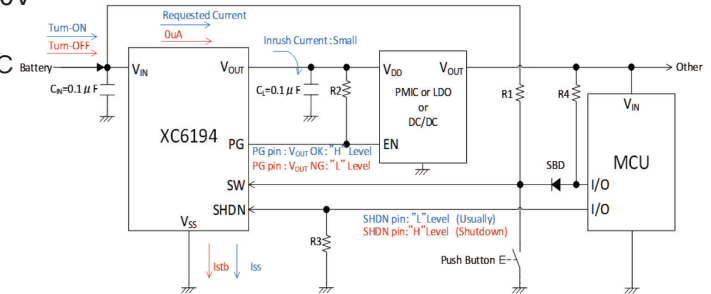 Turn-ON
Turn-OFF
Requested Current
0uA
Inrush Current:Small
C Battery
VIN
CIN=0.1μF
XC6194
VOUT
CL=0.1μF
R2
VDD
VOUT
PMIC or LDO
or
DC/DC
EN
R1
R4
Other
VIN
MCU
I/O
I/O
SBD
PG
PG pin : VOUT OK: "H" Level
PG pin : VOUT NG: "L" Level
SW
SHDN
SHDN pin: "L" Level (Usually)
SHDN pin: "H" Level (Shutdown)
VSS
Istb
Iss
R3
Push Button